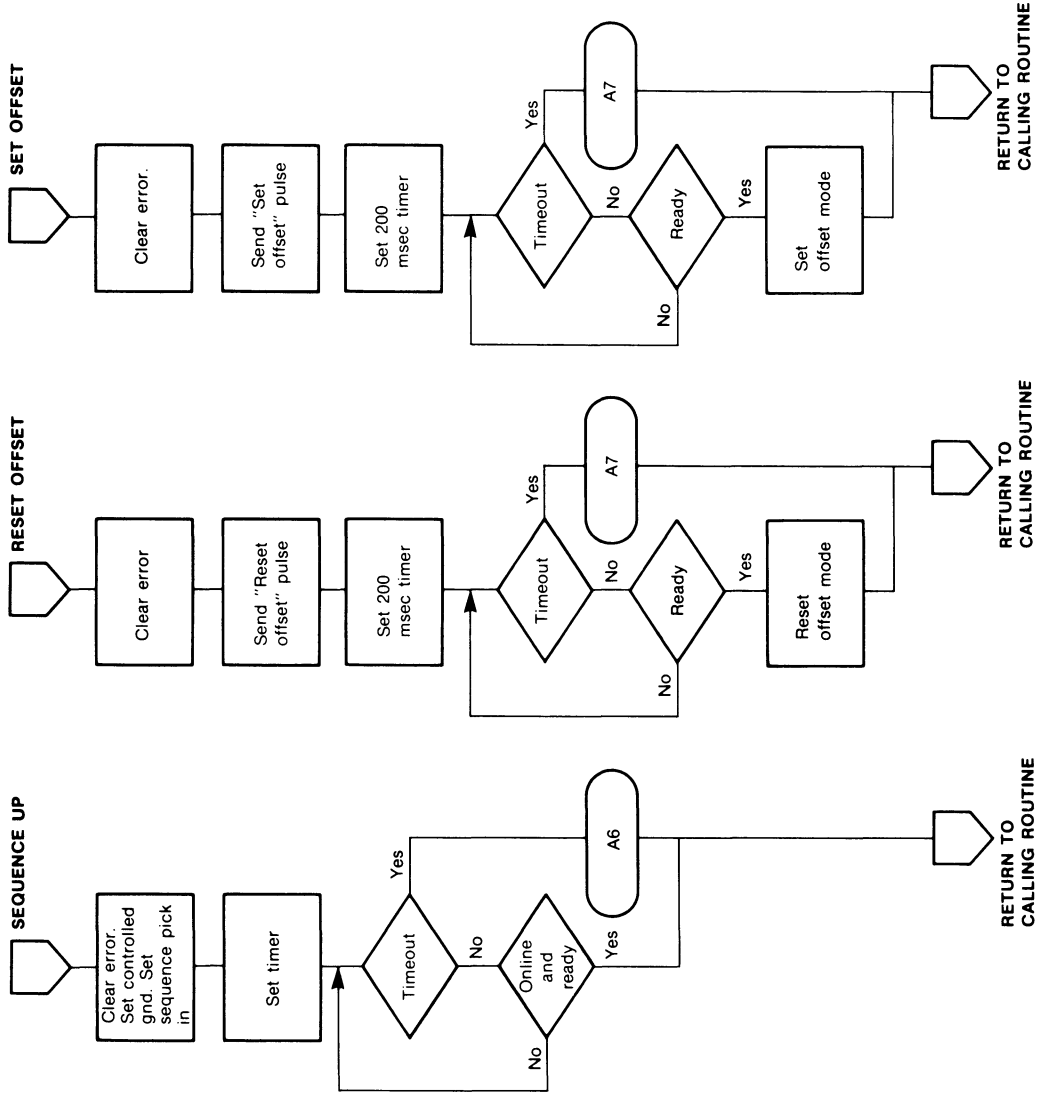 SEQUENCE UP
Clear error.
Set controlled
gnd. Set
sequence pick
in
Set timer
Timeout
Yes
No
Online
and
ready
No
Yes
A6
RETURN TO
CALLING ROUTINE
RESET OFFSET
Clear error
Send "Reset
offset" pulse
Set 200
msec timer
Timeout
Yes
No
Ready
No
Yes
A7
Reset
offset mode
RETURN TO
CALLING ROUTINE
SET OFFSET
Clear error.
Send "Set
offset" pulse
Set 200
msec timer
Timeout
Yes
No
Ready
No
Yes
A7
Set
offset mode
RETURN TO
CALLING ROUTINE